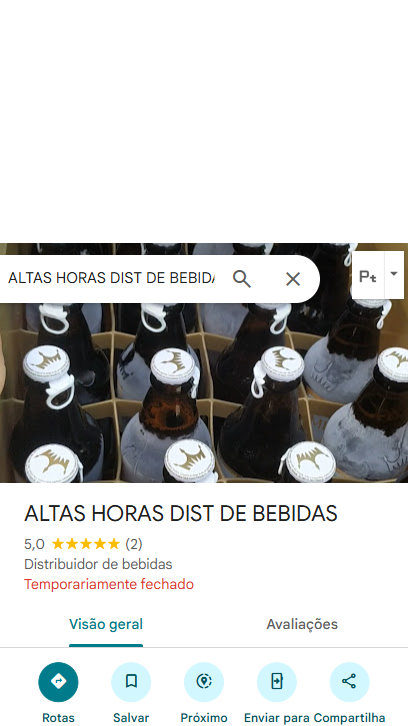 ALTAS HORAS DIST DE BEBIDA
Pt
ALTAS HORAS DIST DE BEBIDAS
5,0 (2)
Distribuidor de bebidas
Temporariamente fechado
Visão geral Avaliações
Rotas Salvar Próximo Enviar para Compartilha